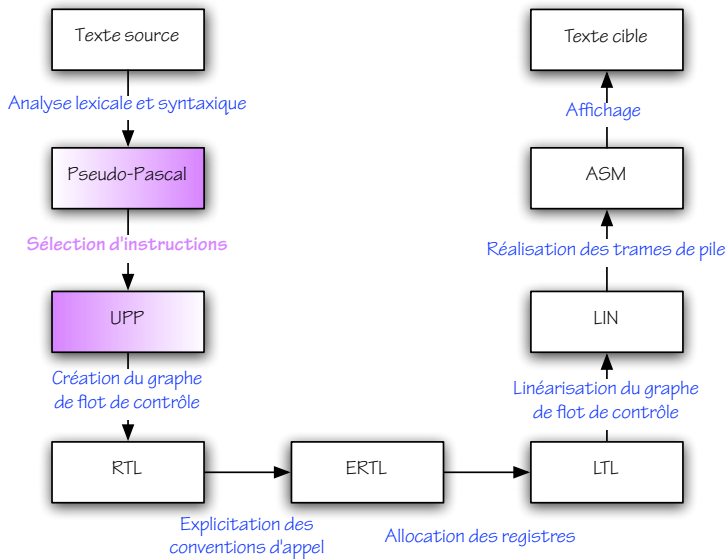 Texte source
Analyse lexicale et syntaxique
Pseudo-Pascal
Sélection d'instructions
UPP
Création du graphe
de flot de contrôle
RTL
Explicitation des
conventions d'appel
ERTL
Allocation des registres
LTL
Linéarisation du graphe
de flot de contrôle
LIN
Réalisation des trames de pile
ASM
Affichage
Texte cible